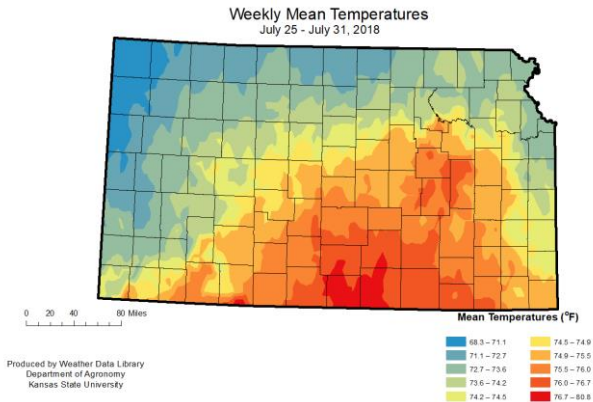 Weekly Mean Temperatures
July 25 - July 31, 2018
0 20 40 80 Miles
Mean Temperatures (°F)
68.3 – 71.1
71.1 – 72.7
72.7 – 73.6
73.6 – 74.2
74.2 – 74.5
74.5 – 74.9
74.9 – 75.5
75.5 – 76.0
76.0 – 76.7
76.7 – 80.8
Produced by Weather Data Library
Department of Agronomy
Kansas State University